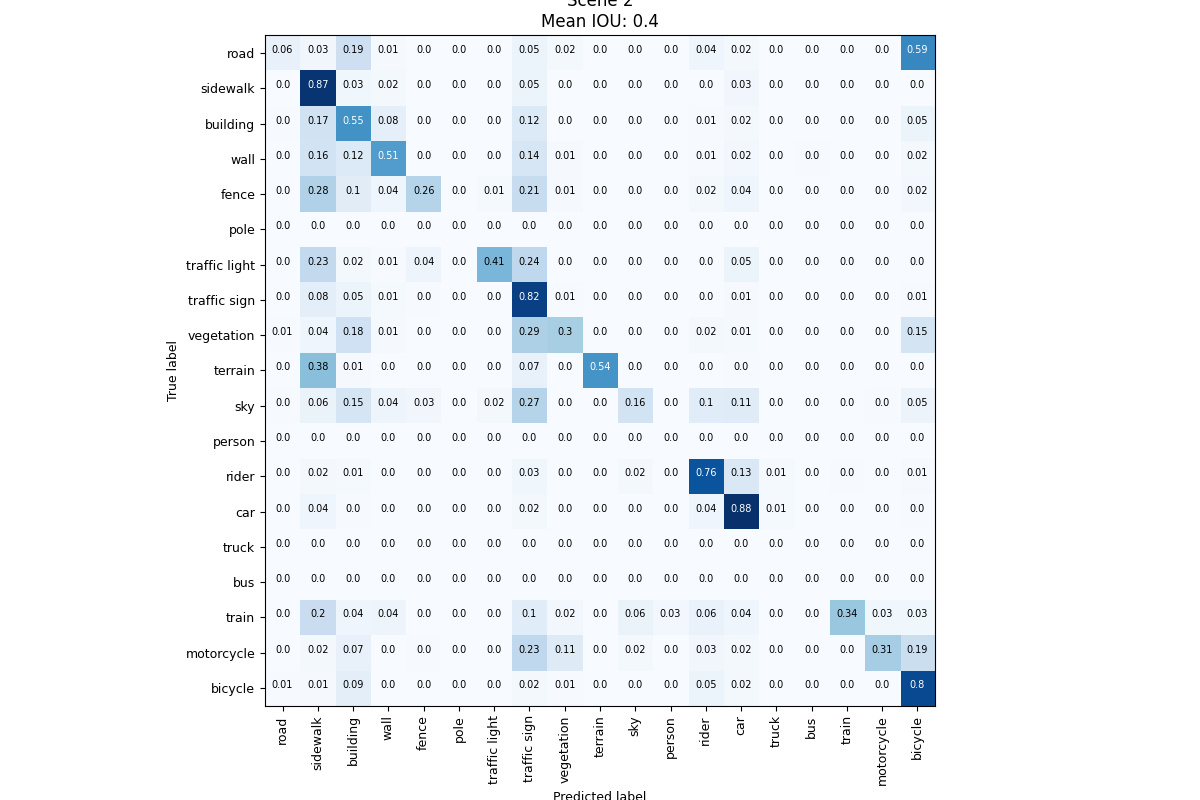 Scene 2
Mean IOU: 0.4
road 0.06 0.03 0.19 0.01 0.0 0.0 0.0 0.05 0.02 0.0 0.0 0.0 0.04 0.02 0.0 0.0 0.0 0.0 0.59
sidewalk 0.0 0.87 0.03 0.02 0.0 0.0 0.0 0.05 0.0 0.0 0.0 0.0 0.0 0.03 0.0 0.0 0.0 0.0 0.0
building 0.0 0.17 0.55 0.08 0.0 0.0 0.0 0.12 0.0 0.0 0.0 0.0 0.01 0.02 0.0 0.0 0.0 0.0 0.05
wall 0.0 0.16 0.12 0.51 0.0 0.0 0.0 0.14 0.01 0.0 0.0 0.0 0.01 0.02 0.0 0.0 0.0 0.0 0.02
fence 0.0 0.28 0.1 0.04 0.26 0.0 0.01 0.21 0.01 0.0 0.0 0.0 0.02 0.04 0.0 0.0 0.0 0.0 0.02
pole 0.0 0.0 0.0 0.0 0.0 0.0 0.0 0.0 0.0 0.0 0.0 0.0 0.0 0.0 0.0 0.0 0.0 0.0 0.0
traffic light 0.0 0.23 0.02 0.01 0.04 0.0 0.41 0.24 0.0 0.0 0.0 0.0 0.0 0.05 0.0 0.0 0.0 0.0 0.0
traffic sign 0.0 0.08 0.05 0.01 0.0 0.0 0.0 0.82 0.01 0.0 0.0 0.0 0.0 0.01 0.0 0.0 0.0 0.0 0.01
vegetation 0.01 0.04 0.18 0.01 0.0 0.0 0.0 0.29 0.3 0.0 0.0 0.0 0.02 0.01 0.0 0.0 0.0 0.0 0.15
terrain 0.0 0.38 0.01 0.0 0.0 0.0 0.0 0.07 0.0 0.54 0.0 0.0 0.0 0.0 0.0 0.0 0.0 0.0 0.0
sky 0.0 0.06 0.15 0.04 0.03 0.0 0.02 0.27 0.0 0.0 0.16 0.0 0.1 0.11 0.0 0.0 0.0 0.0 0.05
person 0.0 0.0 0.0 0.0 0.0 0.0 0.0 0.0 0.0 0.0 0.0 0.0 0.0 0.0 0.0 0.0 0.0 0.0 0.0
rider 0.0 0.02 0.01 0.0 0.0 0.0 0.0 0.03 0.0 0.0 0.02 0.0 0.76 0.13 0.01 0.0 0.0 0.0 0.01
car 0.0 0.04 0.0 0.0 0.0 0.0 0.0 0.02 0.0 0.0 0.0 0.0 0.04 0.88 0.01 0.0 0.0 0.0 0.0
truck 0.0 0.0 0.0 0.0 0.0 0.0 0.0 0.0 0.0 0.0 0.0 0.0 0.0 0.0 0.0 0.0 0.0 0.0 0.0
bus 0.0 0.0 0.0 0.0 0.0 0.0 0.0 0.0 0.0 0.0 0.0 0.0 0.0 0.0 0.0 0.0 0.0 0.0 0.0
train 0.0 0.2 0.04 0.04 0.0 0.0 0.0 0.1 0.02 0.0 0.06 0.03 0.06 0.04 0.0 0.0 0.34 0.03 0.03
motorcycle 0.0 0.02 0.07 0.0 0.0 0.0 0.0 0.23 0.11 0.0 0.02 0.0 0.03 0.02 0.0 0.0 0.0 0.31 0.19
bicycle 0.01 0.01 0.09 0.0 0.0 0.0 0.0 0.02 0.01 0.0 0.0 0.0 0.05 0.02 0.0 0.0 0.0 0.0 0.8
True label
road sidewalk building wall fence pole traffic light traffic sign vegetation terrain sky person rider car truck bus train motorcycle bicycle
Predicted label